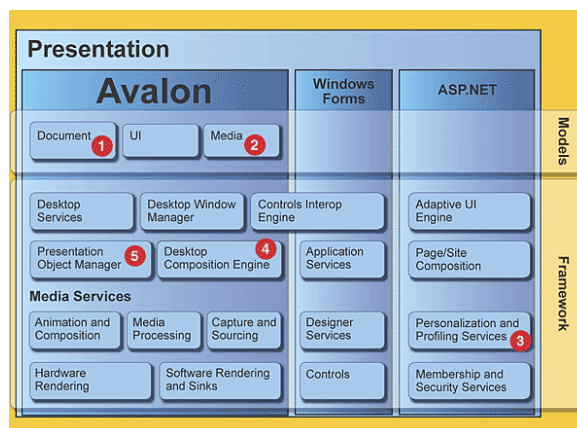 Presentation
Avalon
Windows
Forms
ASP.NET
Models
Document
1
UI
Media
2
Framework
Desktop
Services
Desktop Window
Manager
Controls Interop
Engine
Adaptive UI
Engine
Presentation
Object Manager
5
Desktop
Composition Engine
4
Application
Services
Page/Site
Composition
Media Services
Animation and
Composition
Media
Processing
Capture and
Sourcing
Designer
Services
Personalization and
Profiling Services
3
Hardware
Rendering
Software Rendering
and Sinks
Controls
Membership and
Security Services